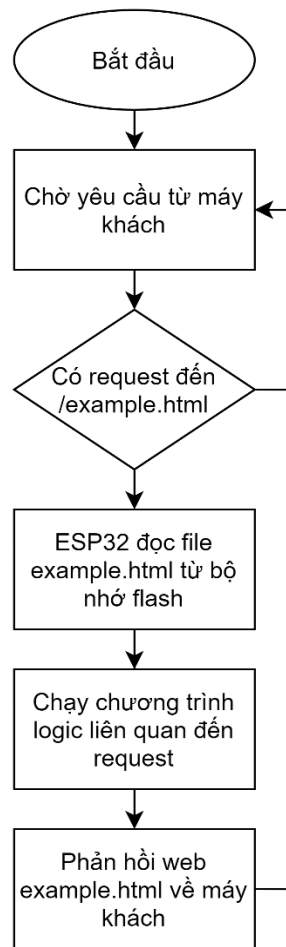 Bắt đầu
Chờ yêu cầu từ máy
khách
Có request đến
/example.html
ESP32 đọc file
example.html từ bộ
nhớ flash
Chạy chương trình
logic liên quan đến
request
Phản hồi web
example.html về máy
khách